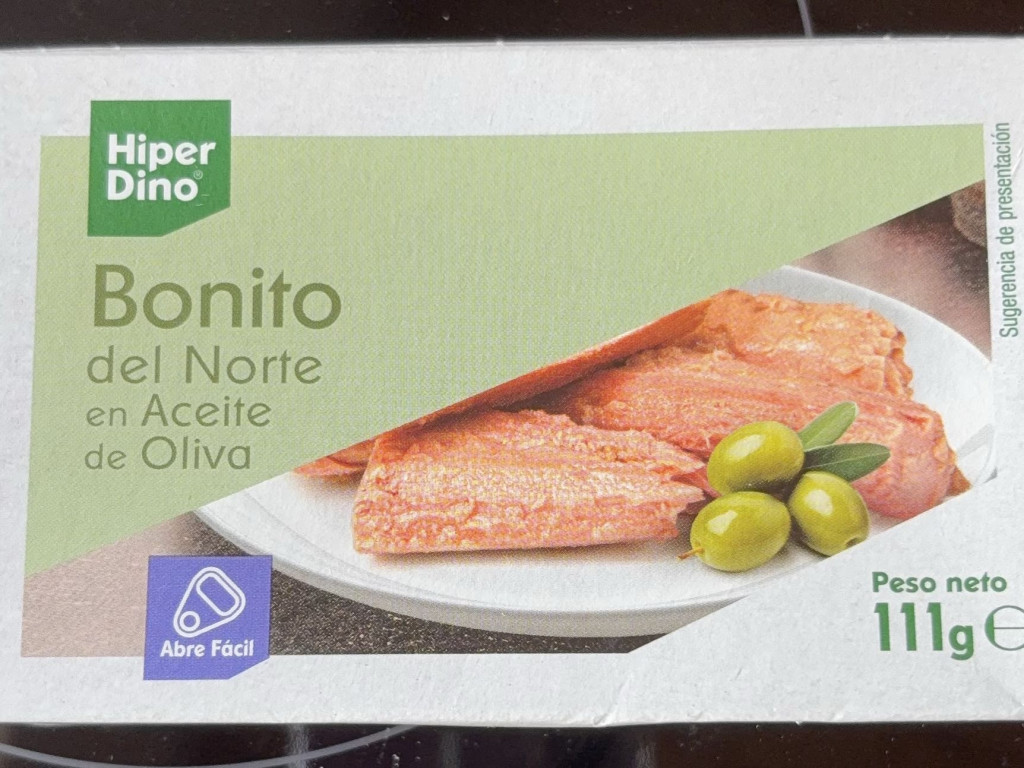 Hiper
Dino®
Bonito
del Norte
en Aceite
de Oliva
Sugerencia de presentación
Abre Fácil
Peso neto
111g ℮